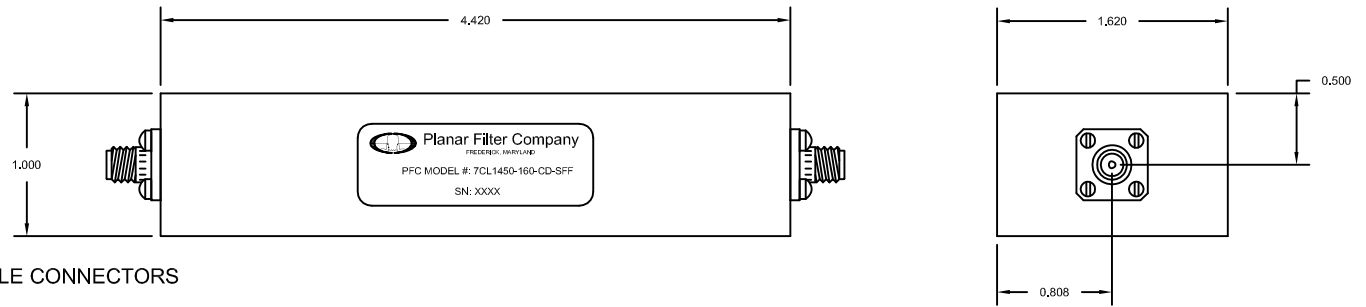 4.420
1.620
0.500
1.000
Planar Filter Company
FREDERICK, MARYLAND
PFC MODEL #: 7CL1450-160-CD-SFF
SN: XXXX
LE CONNECTORS
0.808